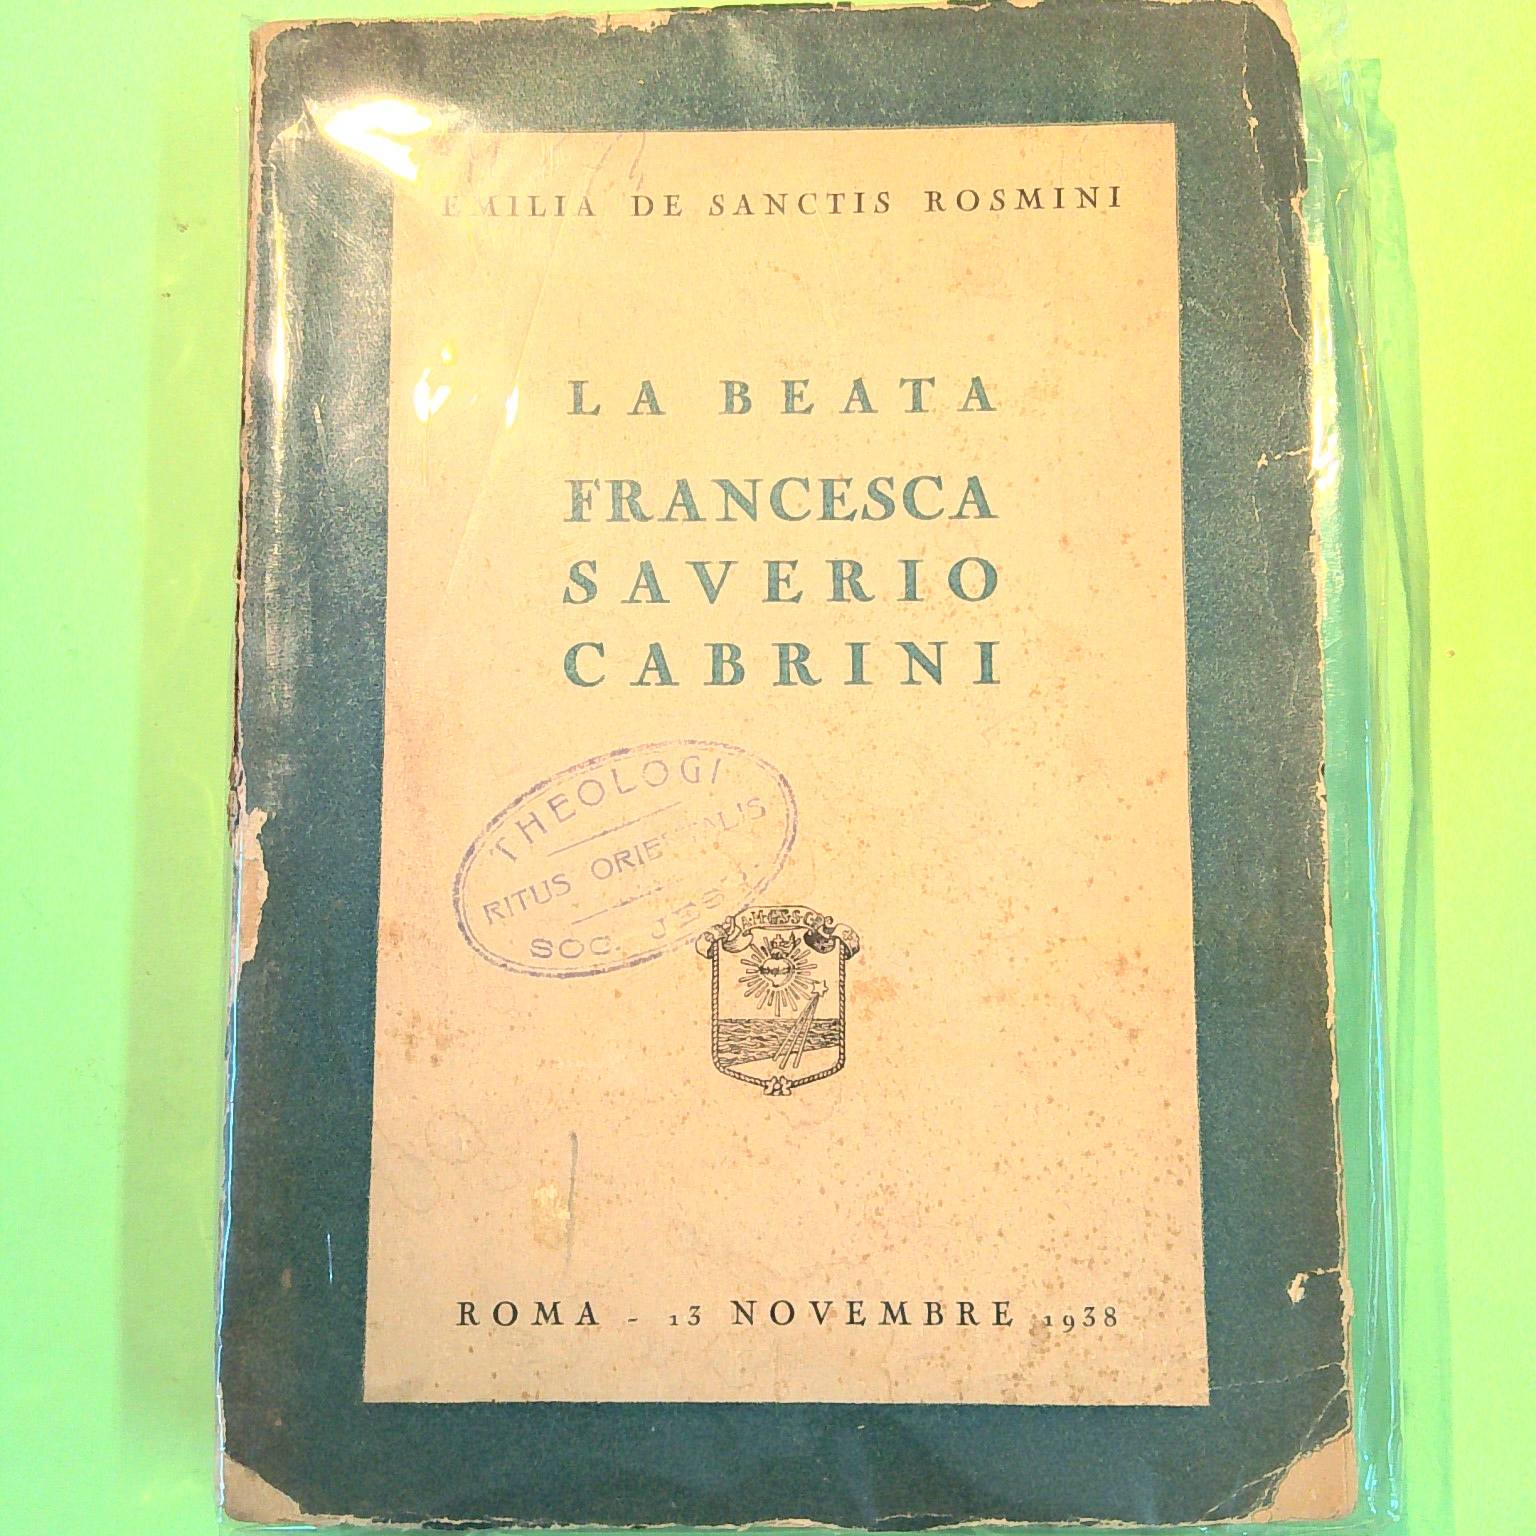 EMILIA DE SANCTIS ROSMINI
LA BEATA
FRANCESCA
SAVERIO
CABRINI
THEOLOGI
RITUS ORIENTALIS
SOC. JESU
ROMA - 13 NOVEMBRE 1938